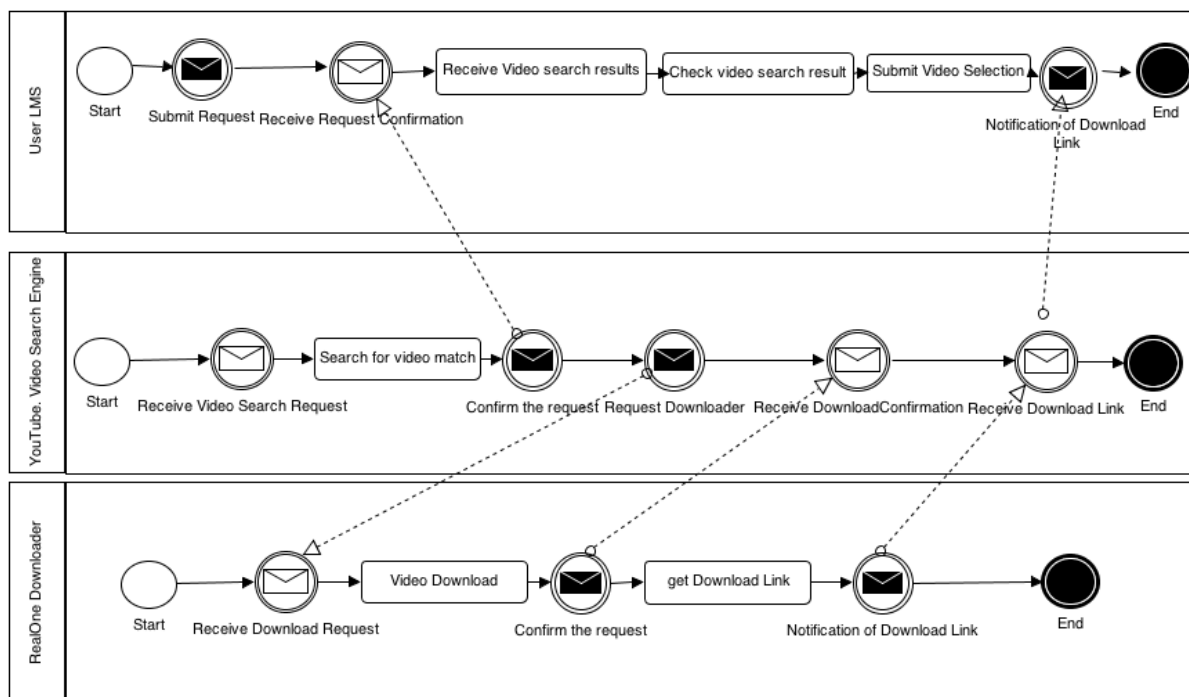 User LMS
Start
Submit Request
Receive Request Confirmation
Receive Video search results
Check video search result
Submit Video Selection
Notification of Download
Link
End
YouTube. Video Search Engine
Start
Receive Video Search Request
Search for video match
Confirm the request
Request Downloader
Receive DownloadConfirmation
Receive Download Link
End
RealOne Downloader
Start
Receive Download Request
Video Download
Confirm the request
get Download Link
Notification of Download Link
End